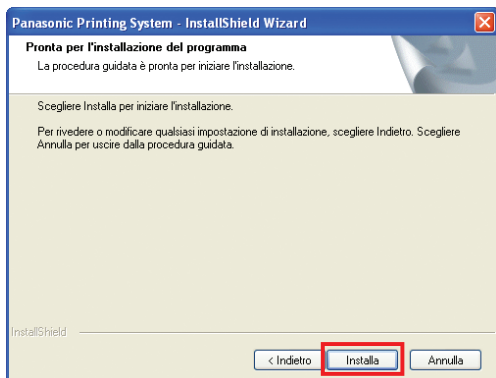 Panasonic Printing System - InstallShield Wizard
Pronta per l'installazione del programma
La procedura guidata è pronta per iniziare l'installazione.
Scegliere Installa per iniziare l'installazione.
Per rivedere o modificare qualsiasi impostazione di installazione, scegliere Indietro. Scegliere
Annulla per uscire dalla procedura guidata.
InstallShield
< Indietro Installa Annulla